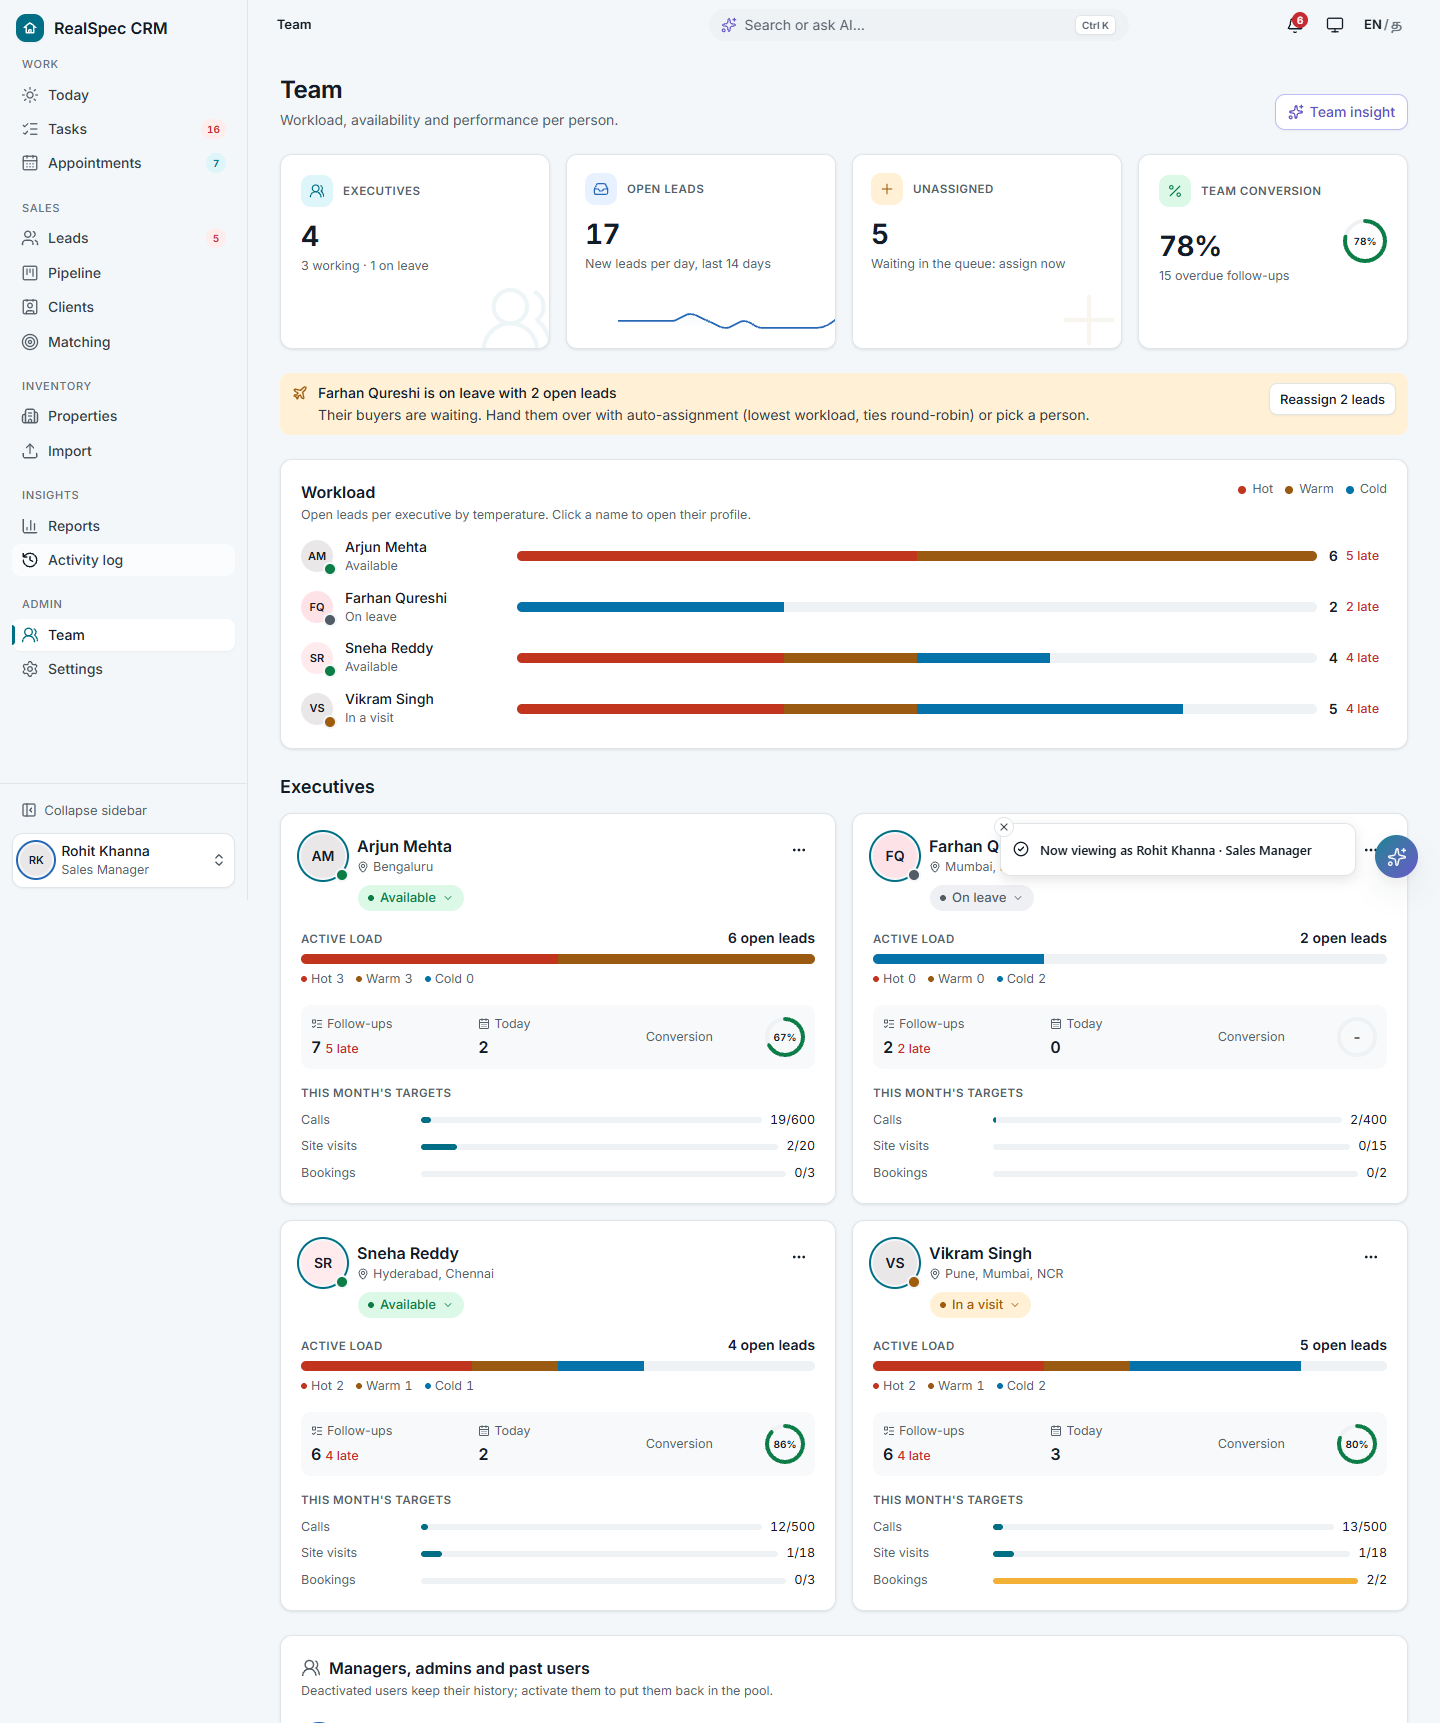 RealSpec CRM
WORK
Today
Tasks 16
Appointments 7
SALES
Leads 5
Pipeline
Clients
Matching
INVENTORY
Properties
Import
INSIGHTS
Reports
Activity log
ADMIN
Team
Settings
Collapse sidebar
RK
Rohit Khanna
Sales Manager
Team
Search or ask AI...
Ctrl K
6
EN / த
Team
Workload, availability and performance per person.
Team insight
EXECUTIVES
4
3 working · 1 on leave
OPEN LEADS
17
New leads per day, last 14 days
UNASSIGNED
5
Waiting in the queue: assign now
TEAM CONVERSION
78%
78%
15 overdue follow-ups
Farhan Qureshi is on leave with 2 open leads
Their buyers are waiting. Hand them over with auto-assignment (lowest workload, ties round-robin) or pick a person.
Reassign 2 leads
Workload
Hot Warm Cold
Open leads per executive by temperature. Click a name to open their profile.
AM
Arjun Mehta
Available
6 5 late
FQ
Farhan Qureshi
On leave
2 2 late
SR
Sneha Reddy
Available
4 4 late
VS
Vikram Singh
In a visit
5 4 late
Executives
AM
Arjun Mehta
Bengaluru
Available
ACTIVE LOAD 6 open leads
Hot 3 Warm 3 Cold 0
Follow-ups Today
Conversion 67%
7 5 late 2
THIS MONTH'S TARGETS
Calls 19/600
Site visits 2/20
Bookings 0/3
FQ
Farhan Q
Mumbai,
Now viewing as Rohit Khanna · Sales Manager
On leave
ACTIVE LOAD 2 open leads
Hot 0 Warm 0 Cold 2
Follow-ups Today
Conversion -
2 2 late 0
THIS MONTH'S TARGETS
Calls 2/400
Site visits 0/15
Bookings 0/2
SR
Sneha Reddy
Hyderabad, Chennai
Available
ACTIVE LOAD 4 open leads
Hot 2 Warm 1 Cold 1
Follow-ups Today
Conversion 86%
6 4 late 2
THIS MONTH'S TARGETS
Calls 12/500
Site visits 1/18
Bookings 0/3
VS
Vikram Singh
Pune, Mumbai, NCR
In a visit
ACTIVE LOAD 5 open leads
Hot 2 Warm 1 Cold 2
Follow-ups Today
Conversion 80%
6 4 late 3
THIS MONTH'S TARGETS
Calls 13/500
Site visits 1/18
Bookings 2/2
Managers, admins and past users
Deactivated users keep their history; activate them to put them back in the pool.